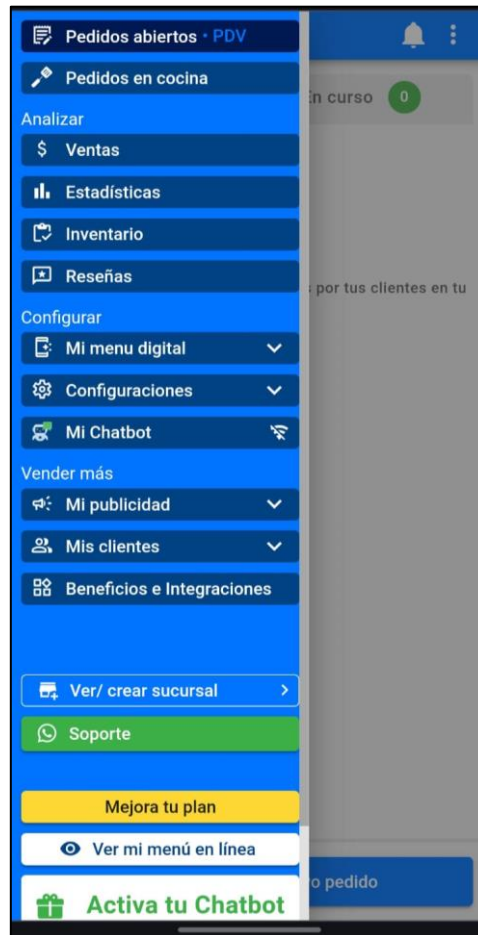 Pedidos abiertos • PDV
Pedidos en cocina
En curso 0
Analizar
Ventas
Estadísticas
Inventario
Reseñas
por tus clientes en tu
Configurar
Mi menu digital
Configuraciones
Mi Chatbot
Vender más
Mi publicidad
Mis clientes
Beneficios e Integraciones
Ver/ crear sucursal
Soporte
Mejora tu plan
Ver mi menú en línea
o pedido
Activa tu Chatbot